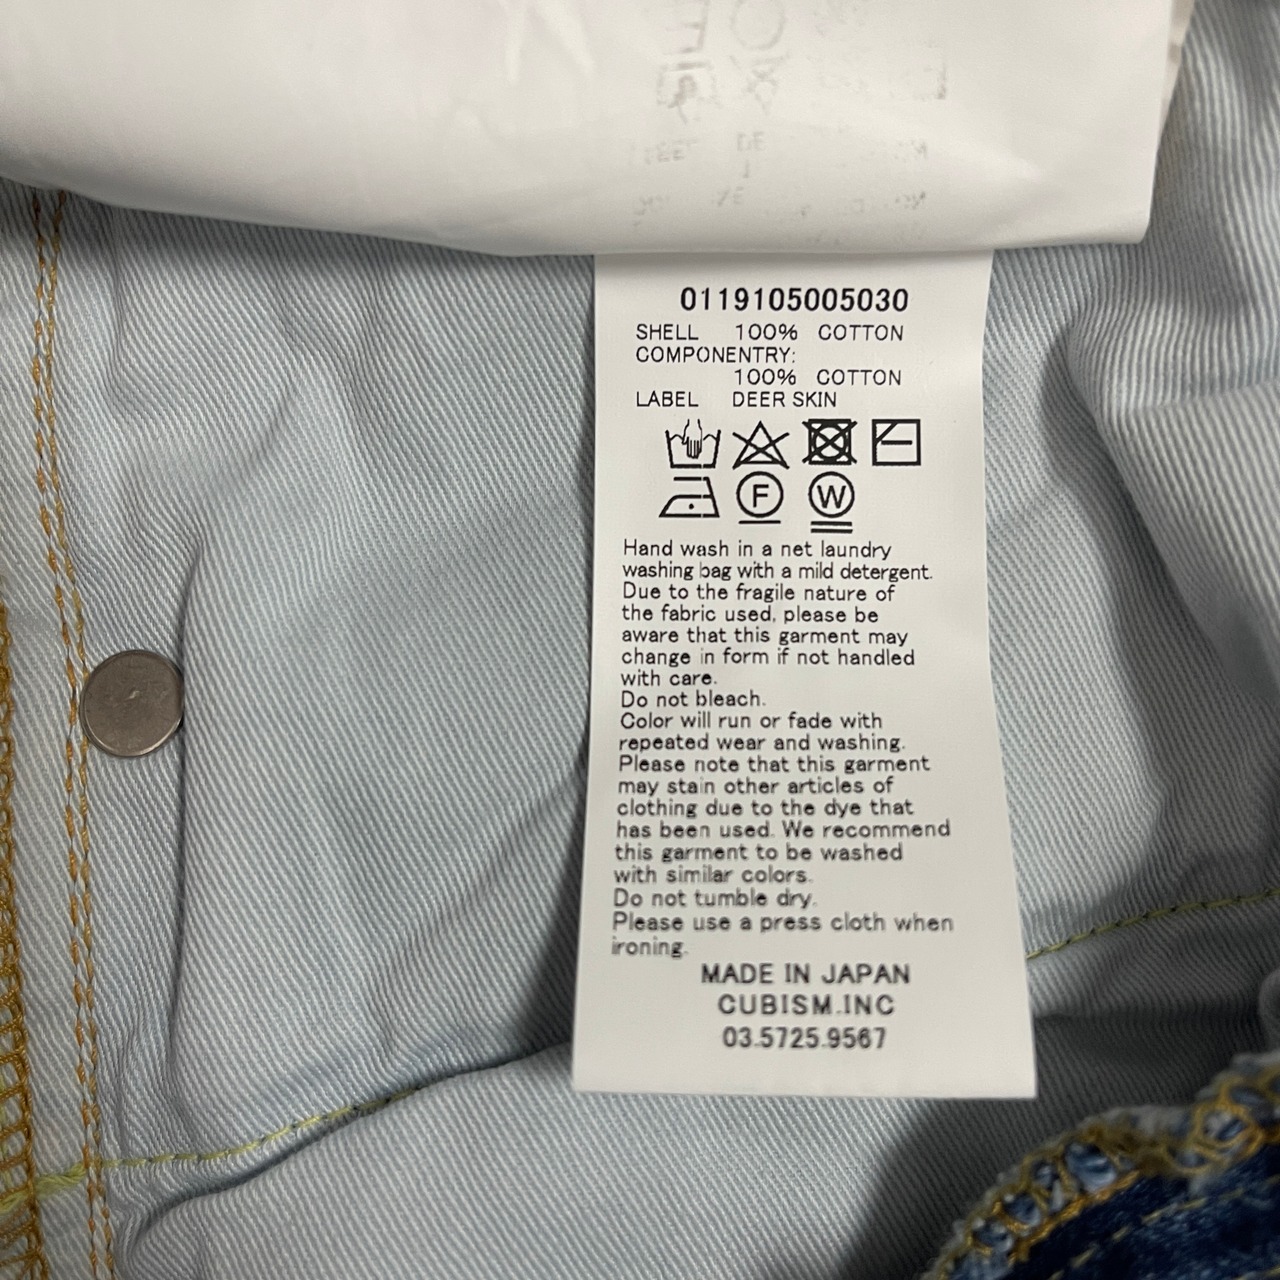 0119105005030
SHELL 100% COTTON
COMPONENTRY:
100% COTTON
LABEL DEER SKIN
F W
Hand wash in a net laundry
washing bag with a mild detergent.
Due to the fragile nature of
the fabric used, please be
aware that this garment may
change in form if not handled
with care.
Do not bleach.
Color will run or fade with
repeated wear and washing.
Please note that this garment
may stain other articles of
clothing due to the dye that
has been used. We recommend
this garment to be washed
with similar colors.
Do not tumble dry.
Please use a press cloth when
ironing.
MADE IN JAPAN
CUBISM.INC
03.5725.9567